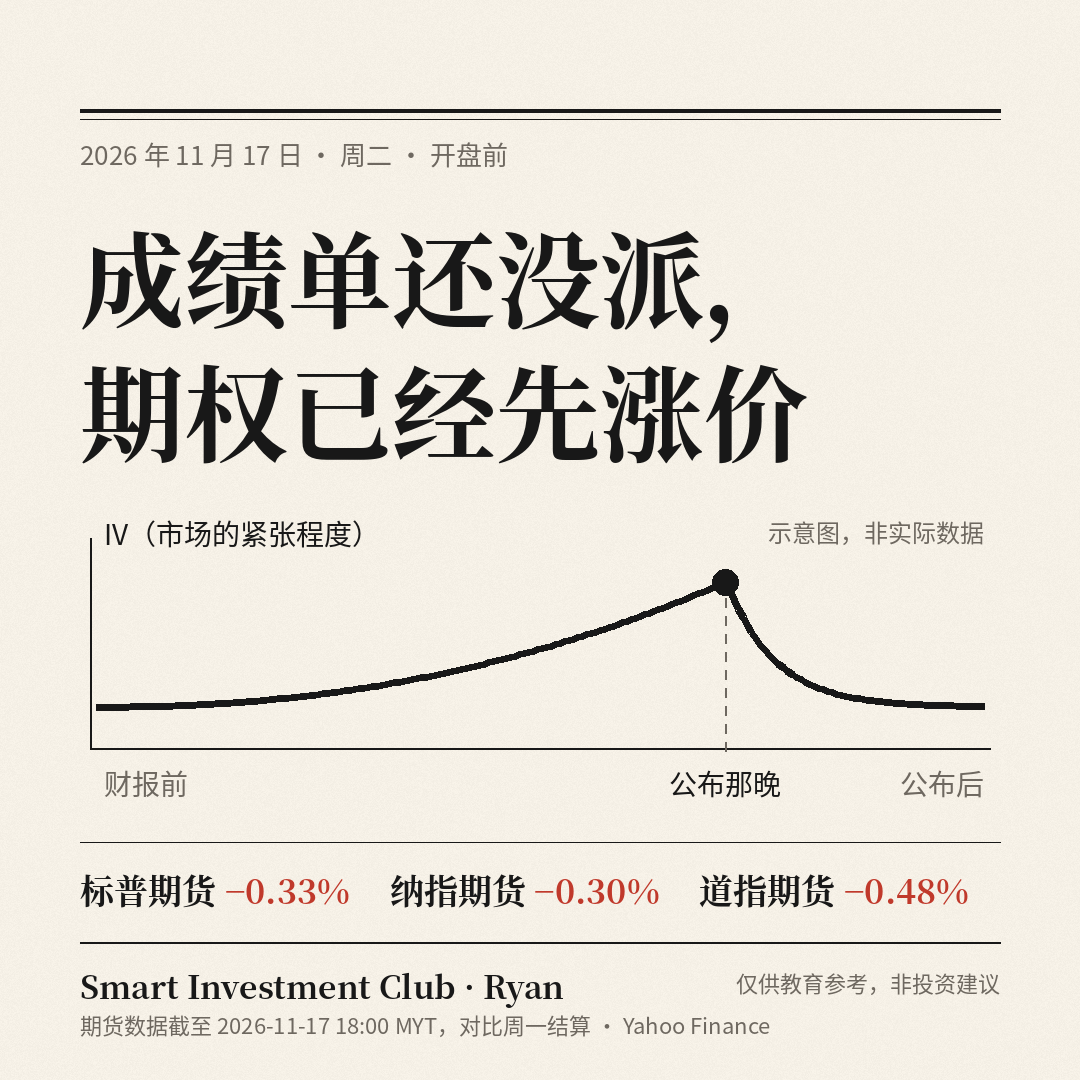 2026 年 11 月 17 日 · 周二 · 开盘前
成绩单还没派，
期权已经先涨价
IV（市场的紧张程度）
示意图，非实际数据
财报前
公布那晚
公布后
标普期货 −0.33% 纳指期货 −0.30% 道指期货 −0.48%
Smart Investment Club · Ryan
仅供教育参考，非投资建议
期货数据截至 2026-11-17 18:00 MYT，对比周一结算 · Yahoo Finance